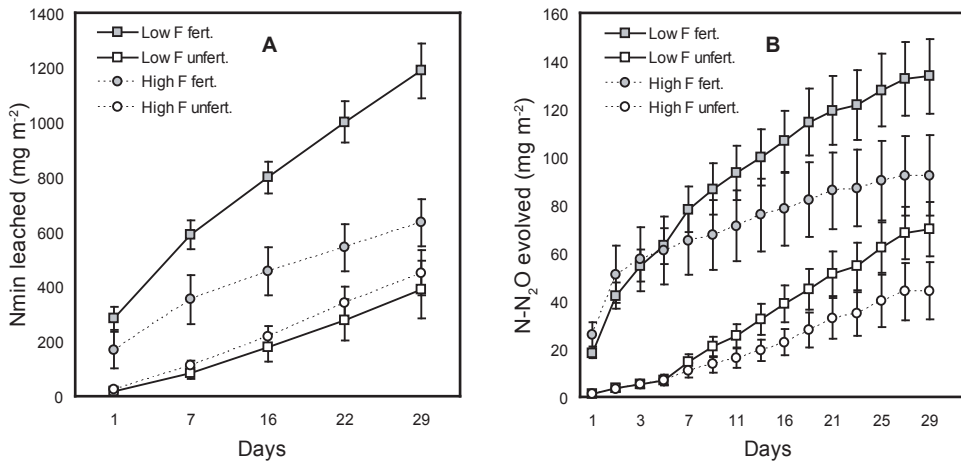 A
Low F fert.
Low F unfert.
High F fert.
High F unfert.
Nmin leached (mg m⁻²)
1400
1200
1000
800
600
400
200
0
1 7 16 22 29
Days
B
Low F fert.
Low F unfert.
High F fert.
High F unfert.
N-N₂O evolved (mg m⁻²)
160
140
120
100
80
60
40
20
0
1 3 7 11 16 21 25 29
Days